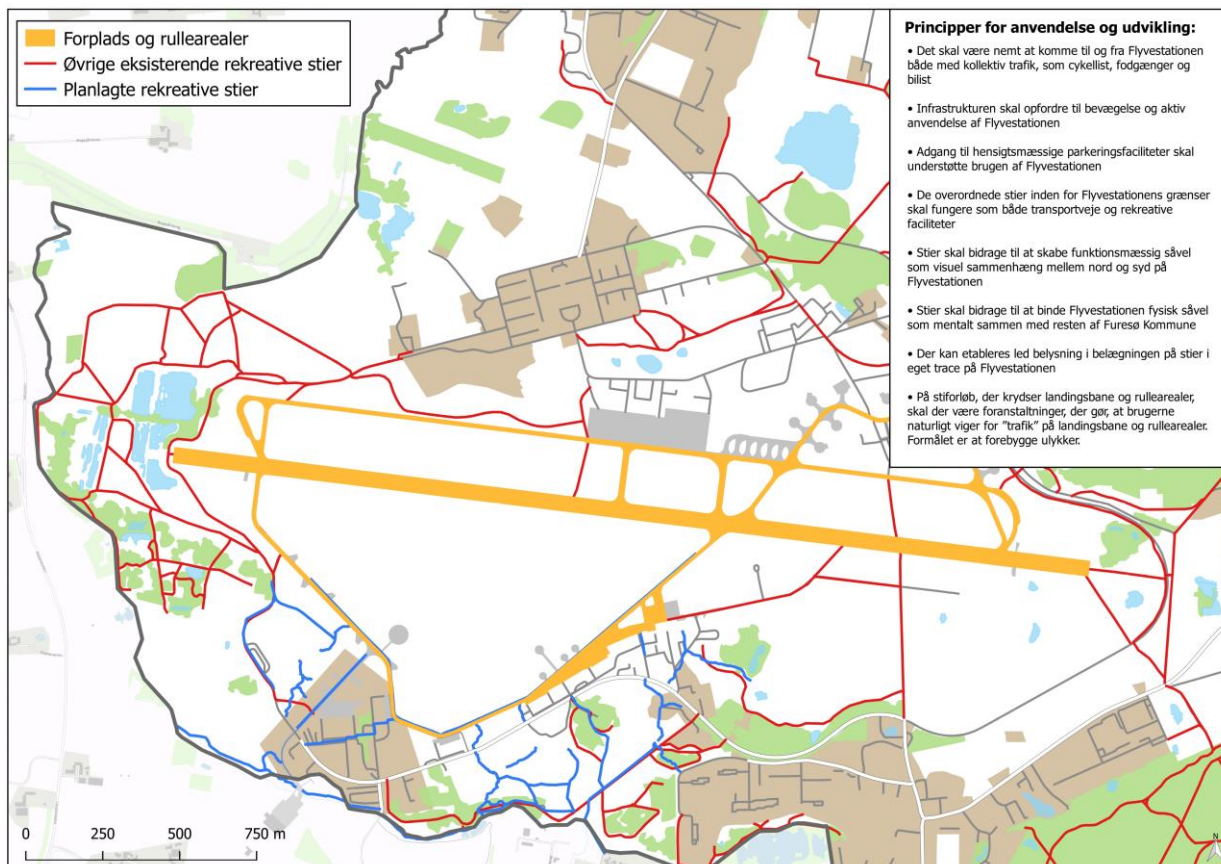 Forplads og rullearealer
Øvrige eksisterende rekreative stier
Planlagte rekreative stier
Principper for anvendelse og udvikling:
• Det skal være nemt at komme til og fra Flyvestationen
både med kollektiv trafik, som cykellist, fodgænger og
bilist
• Infrastrukturen skal opfordre til bevægelse og aktiv
anvendelse af Flyvestationen
• Adgang til hensigtsmæssige parkeringsfaciliteter skal
understøtte brugen af Flyvestationen
• De overordnede stier inden for Flyvestationens grænser
skal fungere som både transportveje og rekreative
faciliteter
• Stier skal bidrage til at skabe funktionsmæssig såvel
som visuel sammenhæng mellem nord og syd på
Flyvestationen
• Stier skal bidrage til at binde Flyvestationen fysisk såvel
som mentalt sammen med resten af Furesø Kommune
• Der kan etableres led belysning i belægningen på stier i
eget trace på Flyvestationen
• På stiforløb, der krydser landingsbane og rullearealer,
skal der være foranstaltninger, der gør, at brugerne
naturligt viger for ”trafik” på landingsbane og rullearealer.
Formålet er at forebygge ulykker.
0 250 500 750 m
N